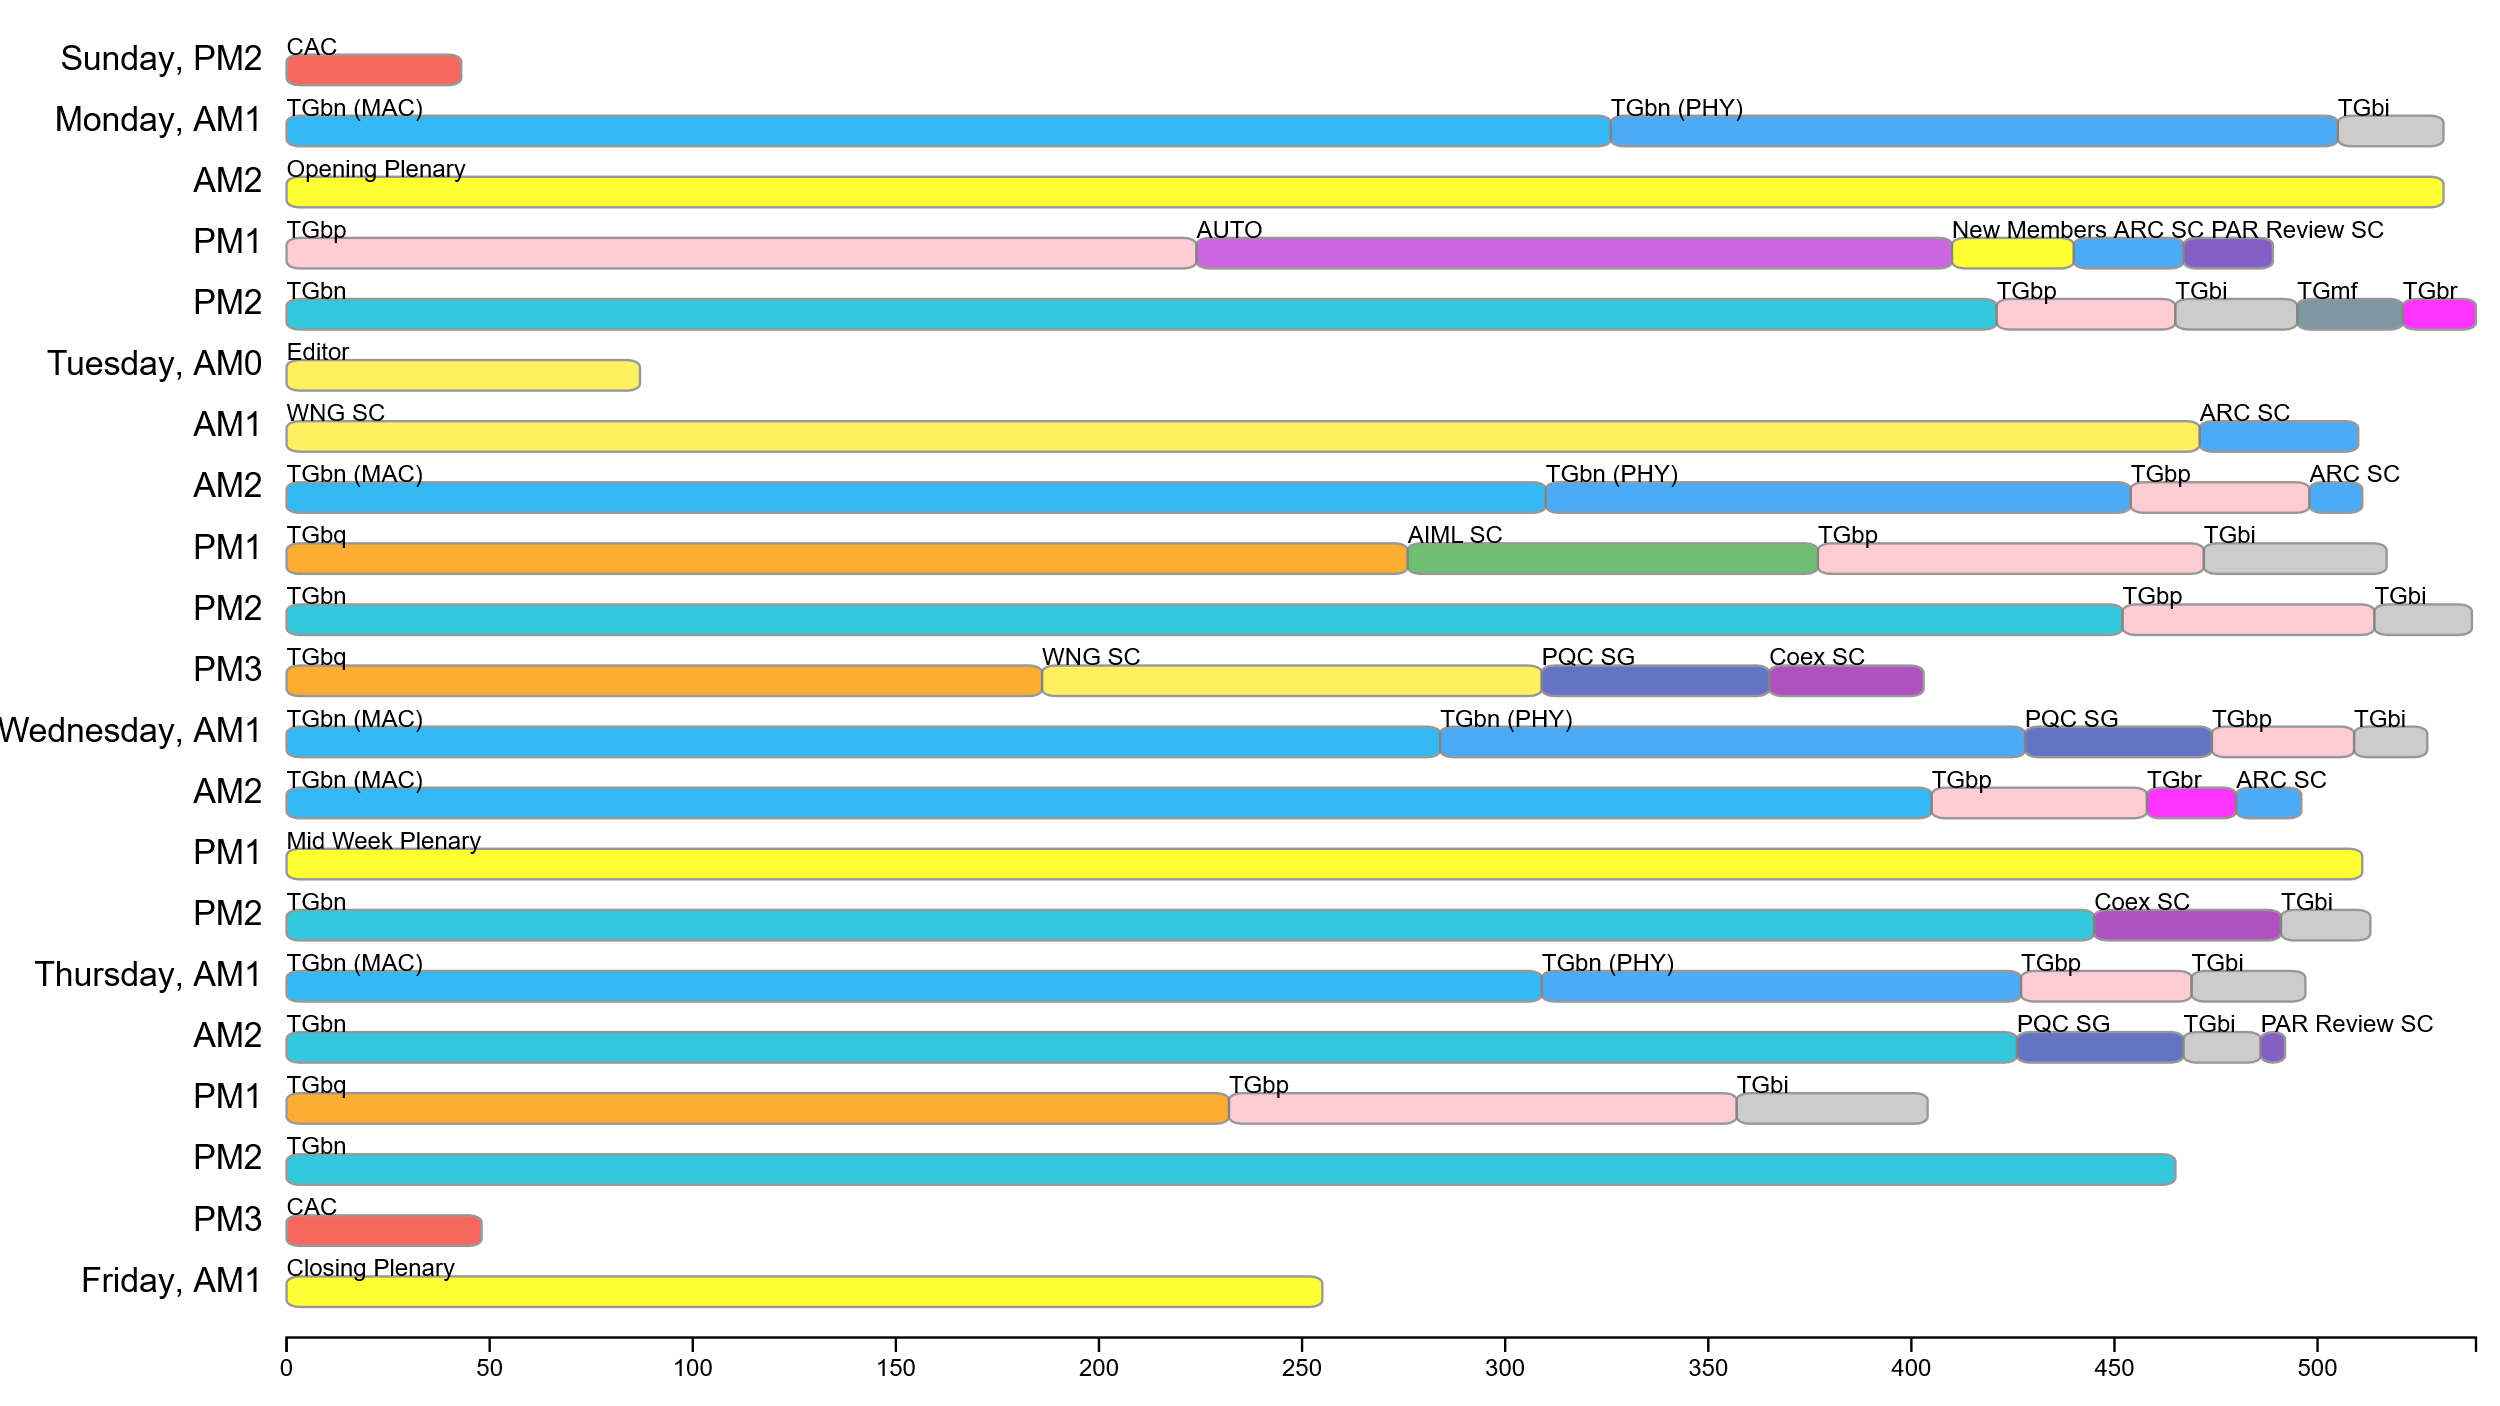 CAC
Sunday, PM2
TGbn (MAC) TGbn (PHY) TGbi
Monday, AM1
Opening Plenary
AM2
TGbp AUTO New Members ARC SC PAR Review SC
PM1
TGbn TGbp TGbi TGmf TGbr
PM2
Editor
Tuesday, AM0
WNG SC ARC SC
AM1
TGbn (MAC) TGbn (PHY) TGbp ARC SC
AM2
TGbq AIML SC TGbp TGbi
PM1
TGbn TGbp TGbi
PM2
TGbq WNG SC PQC SG Coex SC
PM3
TGbn (MAC) TGbn (PHY) PQC SG TGbp TGbi
Wednesday, AM1
TGbn (MAC) TGbp TGbr ARC SC
AM2
Mid Week Plenary
PM1
TGbn Coex SC TGbi
PM2
TGbn (MAC) TGbn (PHY) TGbp TGbi
Thursday, AM1
TGbn PQC SG TGbi PAR Review SC
AM2
TGbq TGbp TGbi
PM1
TGbn
PM2
CAC
PM3
Closing Plenary
Friday, AM1
0 50 100 150 200 250 300 350 400 450 500